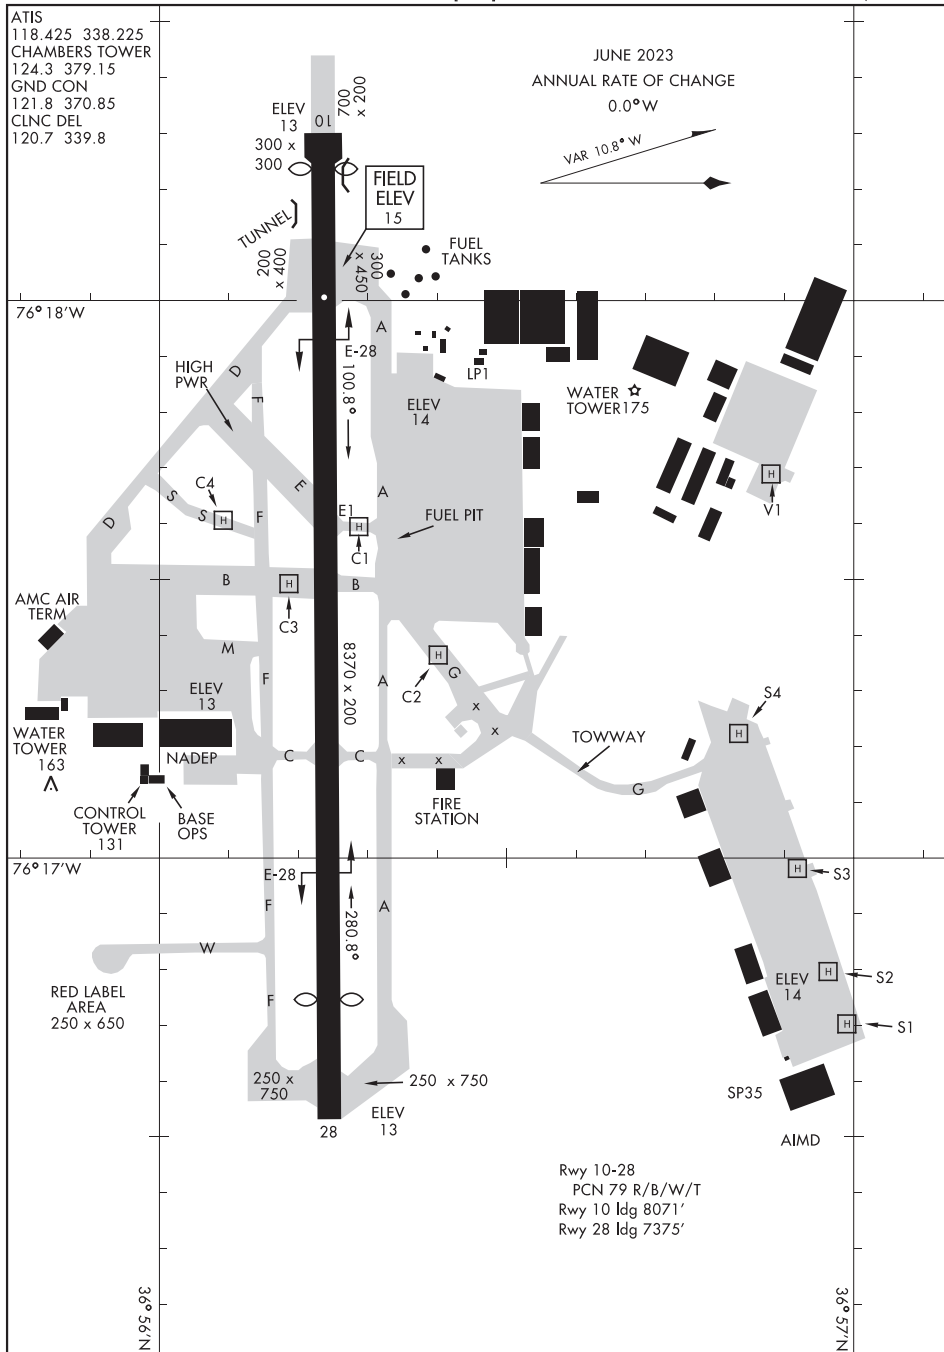 ATIS
118.425 338.225
CHAMBERS TOWER
124.3 379.15
GND CON
121.8 370.85
CLNC DEL
120.7 339.8
JUNE 2023
ANNUAL RATE OF CHANGE
0.0° W
VAR 10.8° W
700
x 200
ELEV
13
10
300 x
300
FIELD
ELEV
15
TUNNEL
200
x 400
300
x 450
FUEL
TANKS
76° 18'W
A
E-28
HIGH
PWR
D
F
100.8°
LP1
ELEV
14
WATER
TOWER175
C4
S
S
H
F
E
E1
H
C1
A
FUEL PIT
H
V1
D
B
H
B
C3
AMC AIR
TERM
M
F
8370 x 200
A
H
C2
G
x
x
ELEV
13
S4
H
WATER
TOWER
163
NADEP
C
C
x
x
TOWWAY
G
CONTROL
TOWER
131
BASE
OPS
FIRE
STATION
76° 17'W
E-28
H
S3
F
280.8°
A
W
RED LABEL
AREA
250 x 650
F
H
S2
ELEV
14
H
S1
250 x
750
250 x 750
ELEV
13
28
SP35
AIMD
Rwy 10-28
PCN 79 R/B/W/T
Rwy 10 ldg 8071'
Rwy 28 ldg 7375'
36° 56'N
36° 57'N